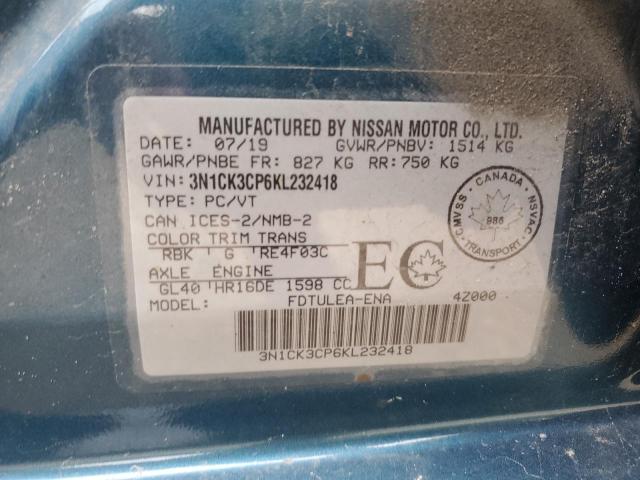 MANUFACTURED BY NISSAN MOTOR CO., LTD.
DATE: 07/19 GVWR/PNBV: 1514 KG
GAWR/PNBE FR: 827 KG RR: 750 KG
VIN: 3N1CK3CP6KL232418
TYPE: PC/VT
CAN ICES-2/NMB-2
COLOR TRIM TRANS
RBK G RE4F03C
AXLE ENGINE
GL40 HR16DE 1598 CC
MODEL: FDTULEA-ENA 4Z000
3N1CK3CP6KL232418
EC
CANADA
CMVSS NSVAC
986
TRANSPORT